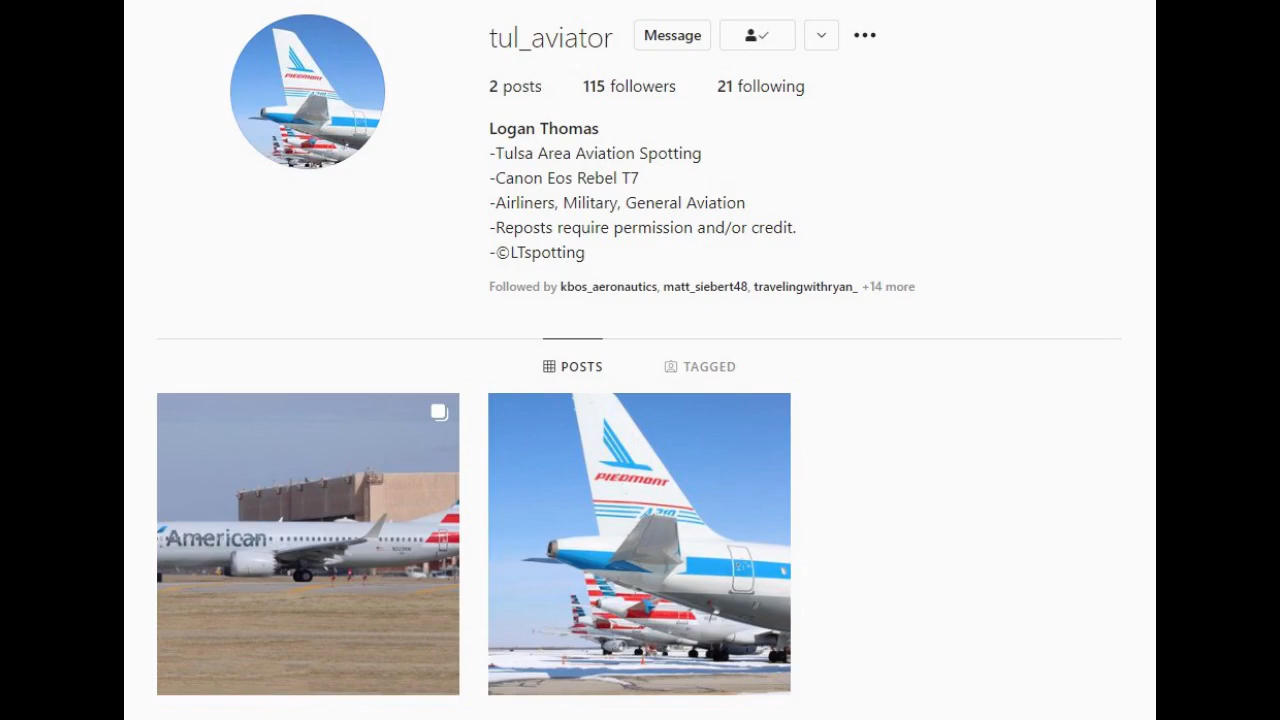 tul_aviator Message
2 posts 115 followers 21 following
Logan Thomas
-Tulsa Area Aviation Spotting
-Canon Eos Rebel T7
-Airliners, Military, General Aviation
-Reposts require permission and/or credit.
-©LTspotting
Followed by kbos_aeronautics, matt_siebert48, travelingwithryan_ +14 more
POSTS TAGGED
American
PIEDMONT
PIEDMONT